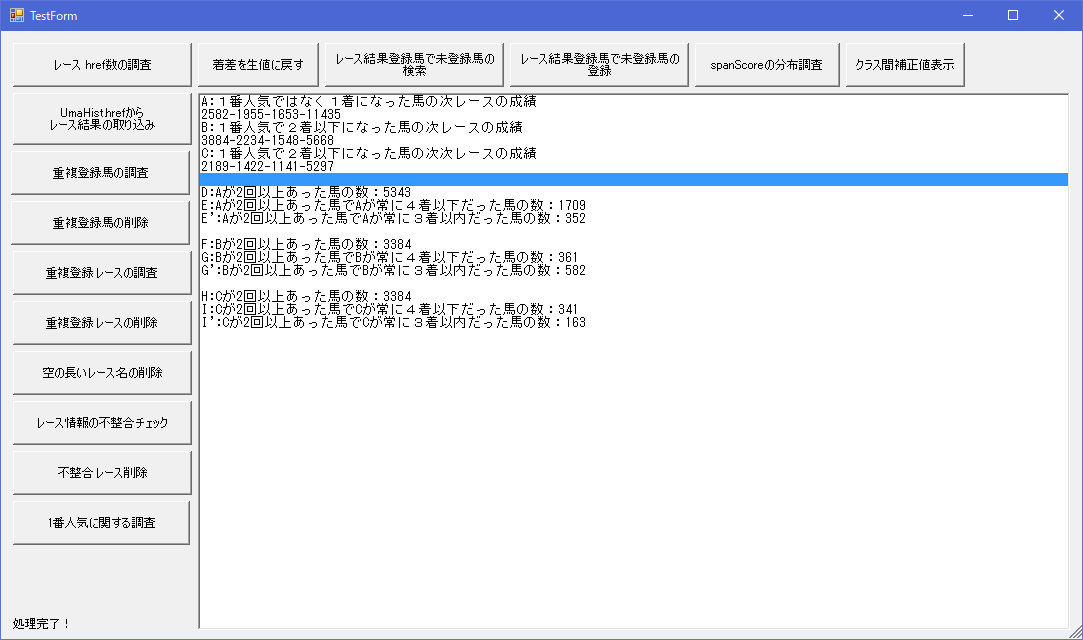 TestForm
レース href数の調査
着差を生値に戻す
レース結果登録馬で未登録馬の
検索
レース結果登録馬で未登録馬の
登録
spanScoreの分布調査
クラス間補正値表示
UmaHist.hrefから
レース結果の取り込み
重複登録馬の調査
重複登録馬の削除
重複登録レースの調査
重複登録レースの削除
空の長いレース名の削除
レース情報の不整合チェック
不整合レース削除
1番人気に関する調査
A:１番人気ではなく１着になった馬の次レースの成績
2582-1955-1653-11435
B:１番人気で２着以下になった馬の次レースの成績
3884-2234-1548-5668
C:１番人気で２着以下になった馬の次次レースの成績
2189-1422-1141-5297
D:Aが2回以上あった馬の数：5343
E:Aが2回以上あった馬でAが常に４着以下だった馬の数：1709
E':Aが2回以上あった馬でAが常に３着以内だった馬の数：352
F:Bが2回以上あった馬の数：3384
G:Bが2回以上あった馬でBが常に４着以下だった馬の数：361
G':Bが2回以上あった馬でBが常に３着以内だった馬の数：582
H:Cが2回以上あった馬の数：3384
I:Cが2回以上あった馬でCが常に４着以下だった馬の数：341
I':Cが2回以上あった馬でCが常に３着以内だった馬の数：163
処理完了！